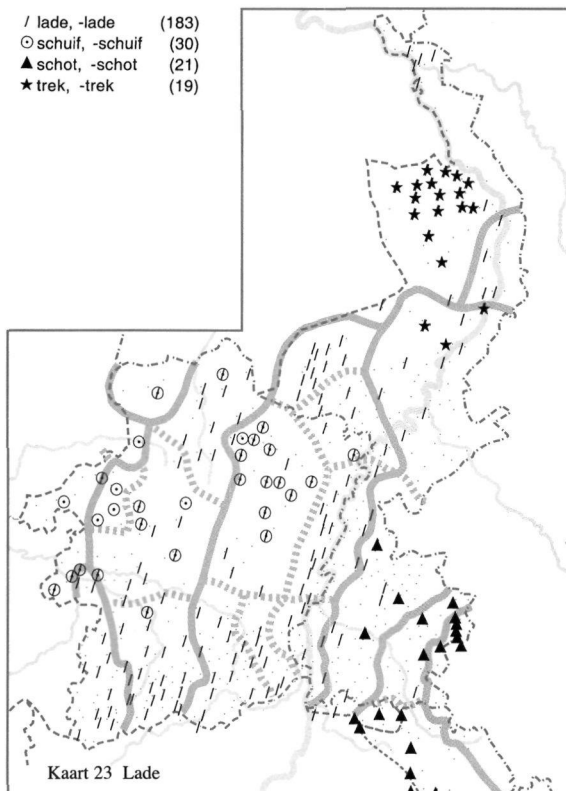 / lade, -lade (183)
⊙ schuif, -schuif (30)
▲ schot, -schot (21)
★ trek, -trek (19)
Kaart 23 Lade